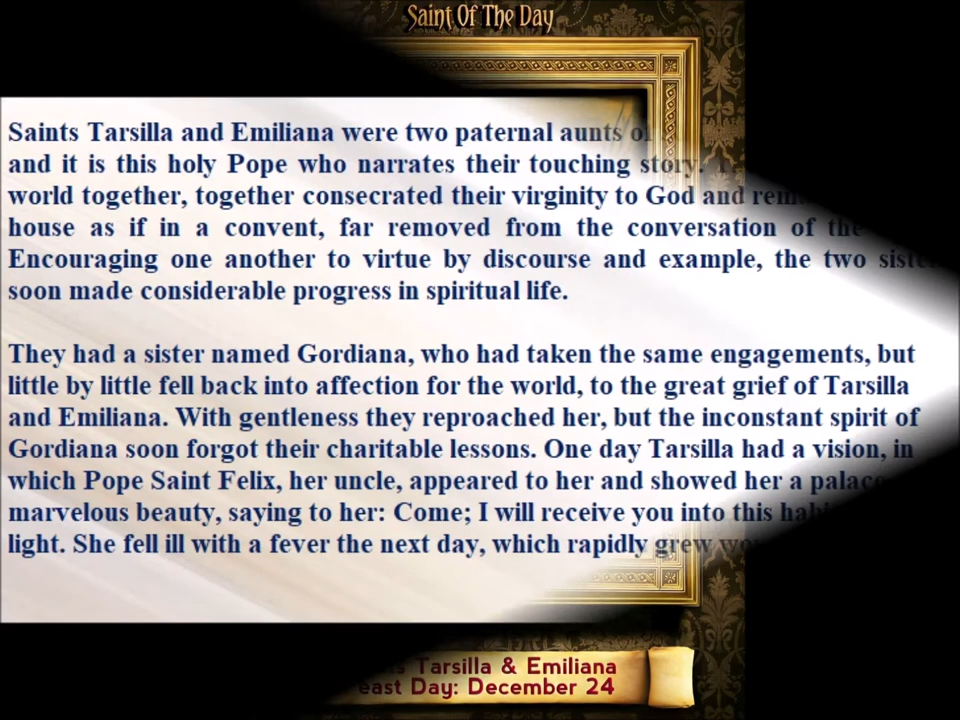 Saint Of The Day
Saints Tarsilla and Emiliana were two paternal aunts of
and it is this holy Pope who narrates their touching story.
world together, together consecrated their virginity to God and
house as if in a convent, far removed from the conversation of the
Encouraging one another to virtue by discourse and example, the two
soon made considerable progress in spiritual life.
They had a sister named Gordiana, who had taken the same engagements, but
little by little fell back into affection for the world, to the great grief of Tarsilla
and Emiliana. With gentleness they reproached her, but the inconstant spirit of
Gordiana soon forgot their charitable lessons. One day Tarsilla had a vision, in
which Pope Saint Felix, her uncle, appeared to her and showed her a palace
marvelous beauty, saying to her: Come; I will receive you into this
light. She fell ill with a fever the next day, which rapidly grew
Tarsilla & Emiliana
Feast Day: December 24